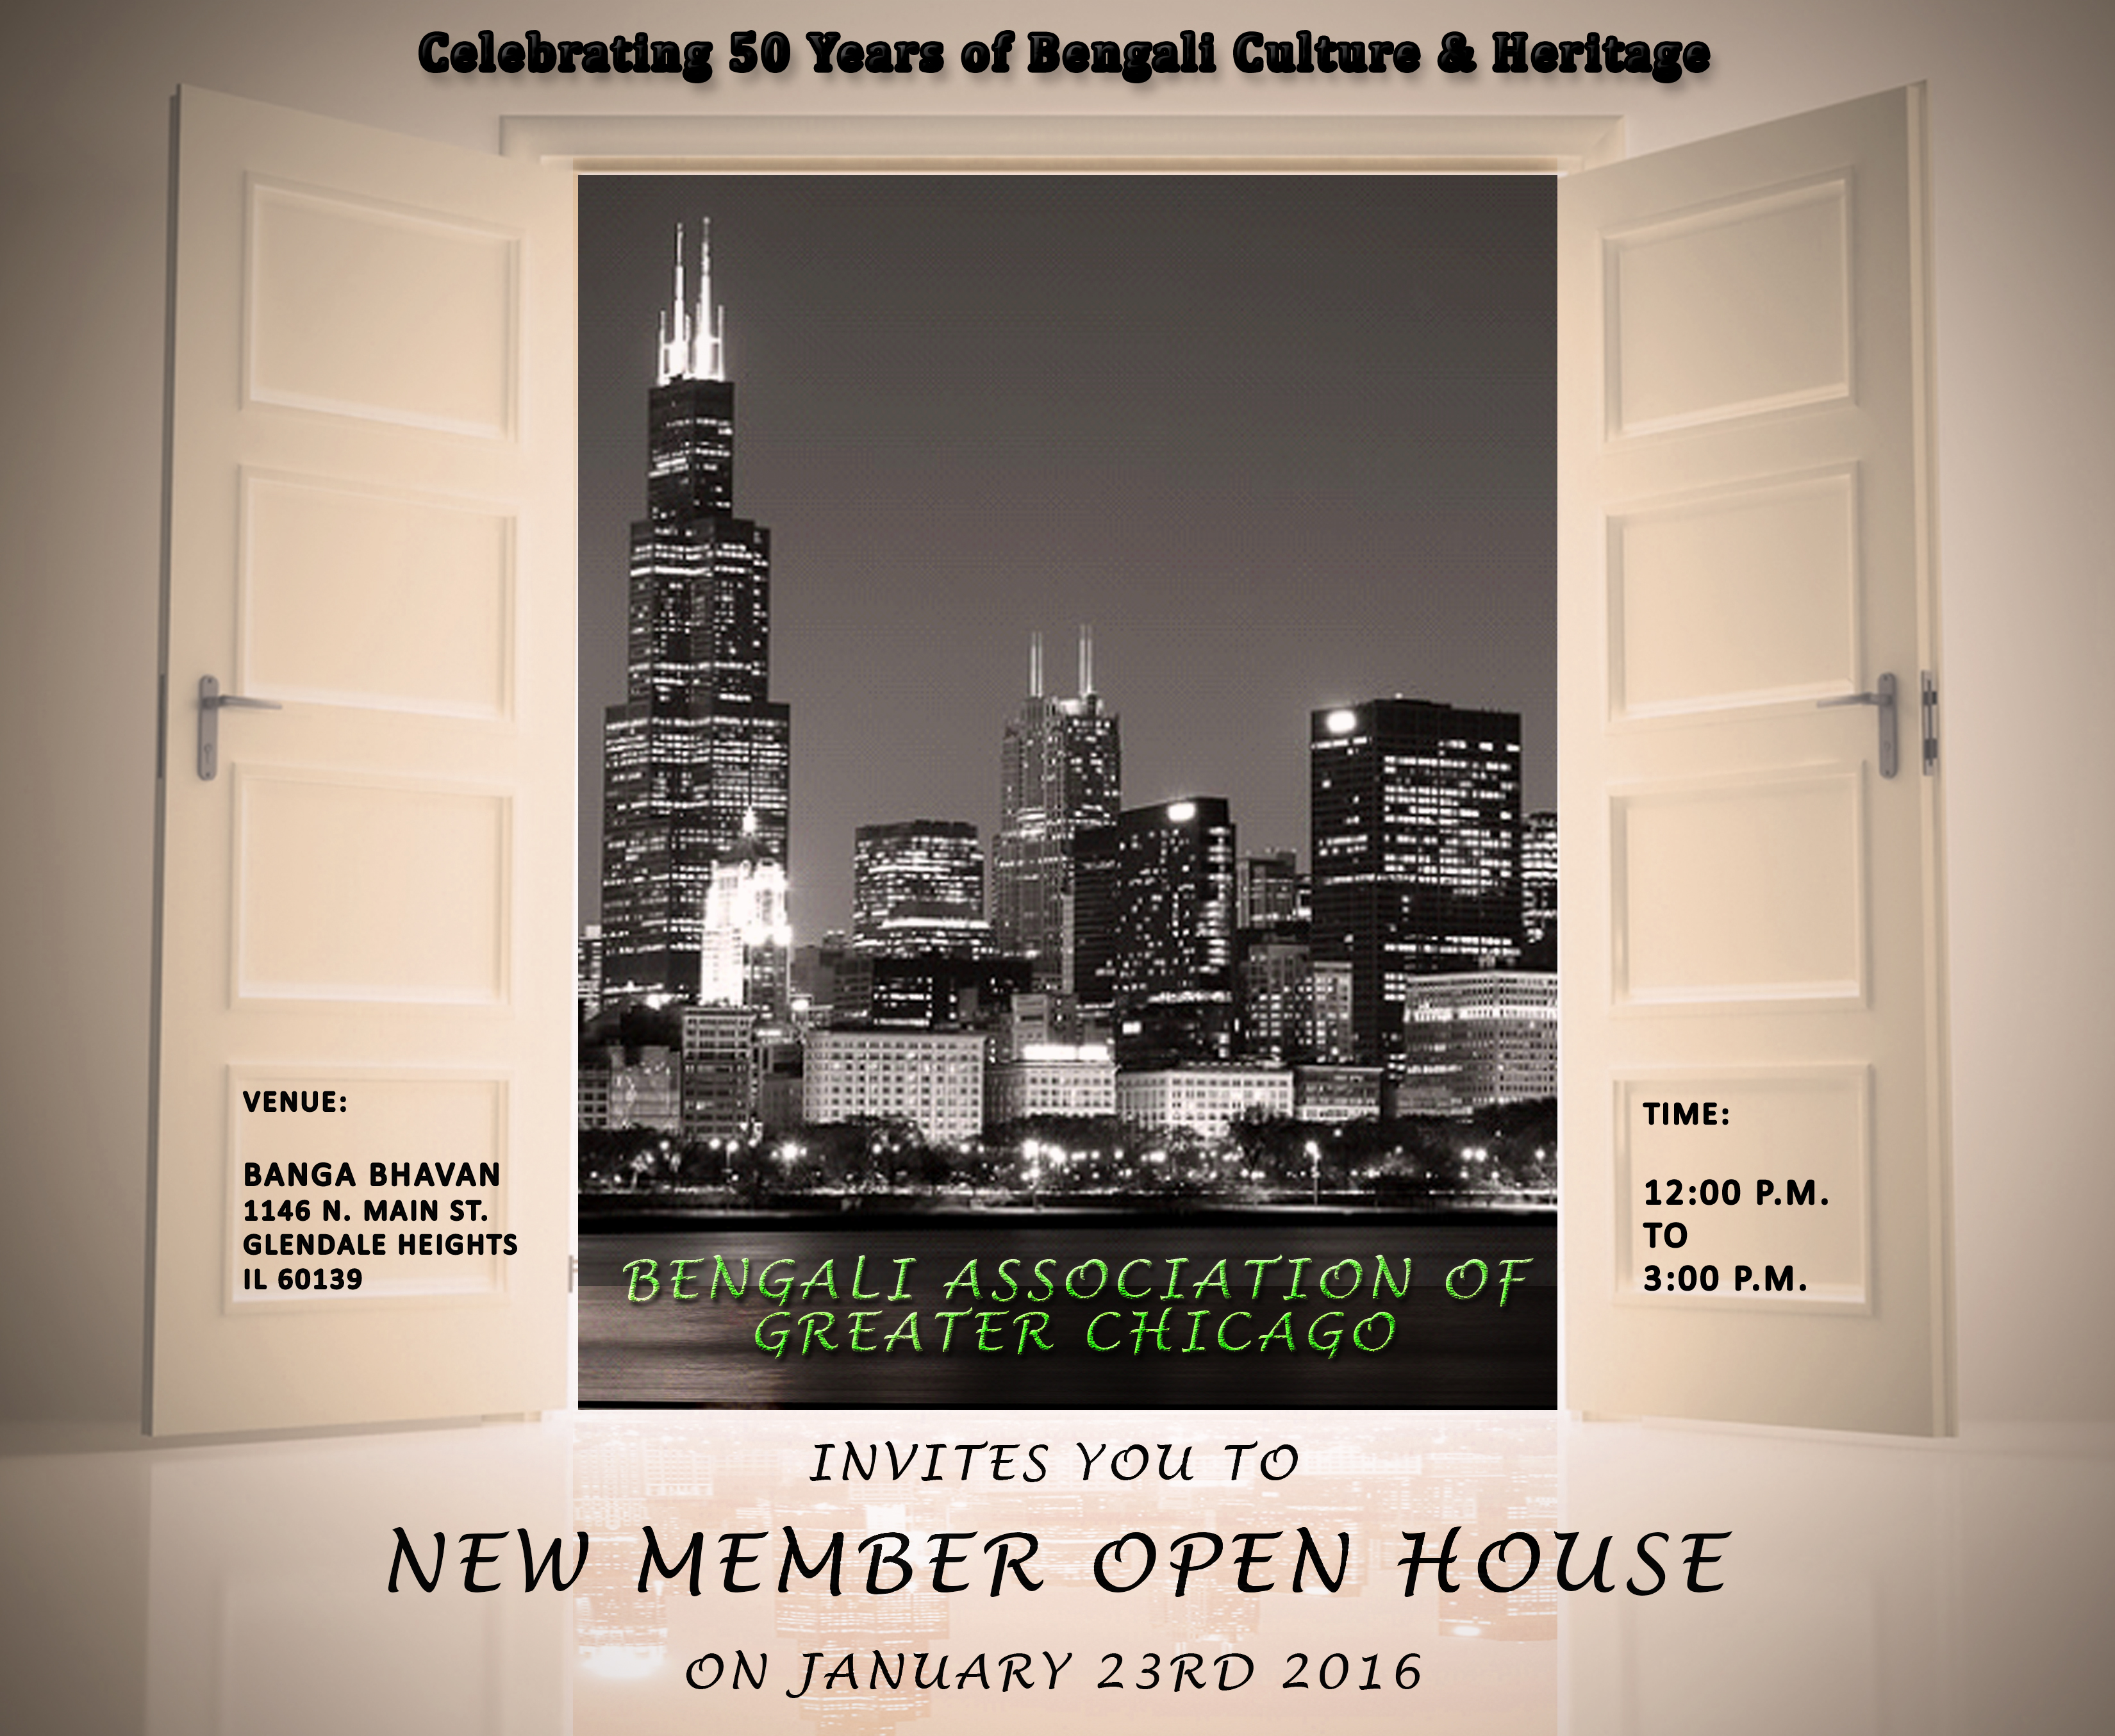 Celebrating 50 Years of Bengali Culture & Heritage
VENUE:
BANGA BHAVAN
1146 N. MAIN ST.
GLENDALE HEIGHTS
IL 60139
TIME:
12:00 P.M.
TO
3:00 P.M.
BENGALI ASSOCIATION OF
GREATER CHICAGO
INVITES YOU TO
NEW MEMBER OPEN HOUSE
ON JANUARY 23RD 2016